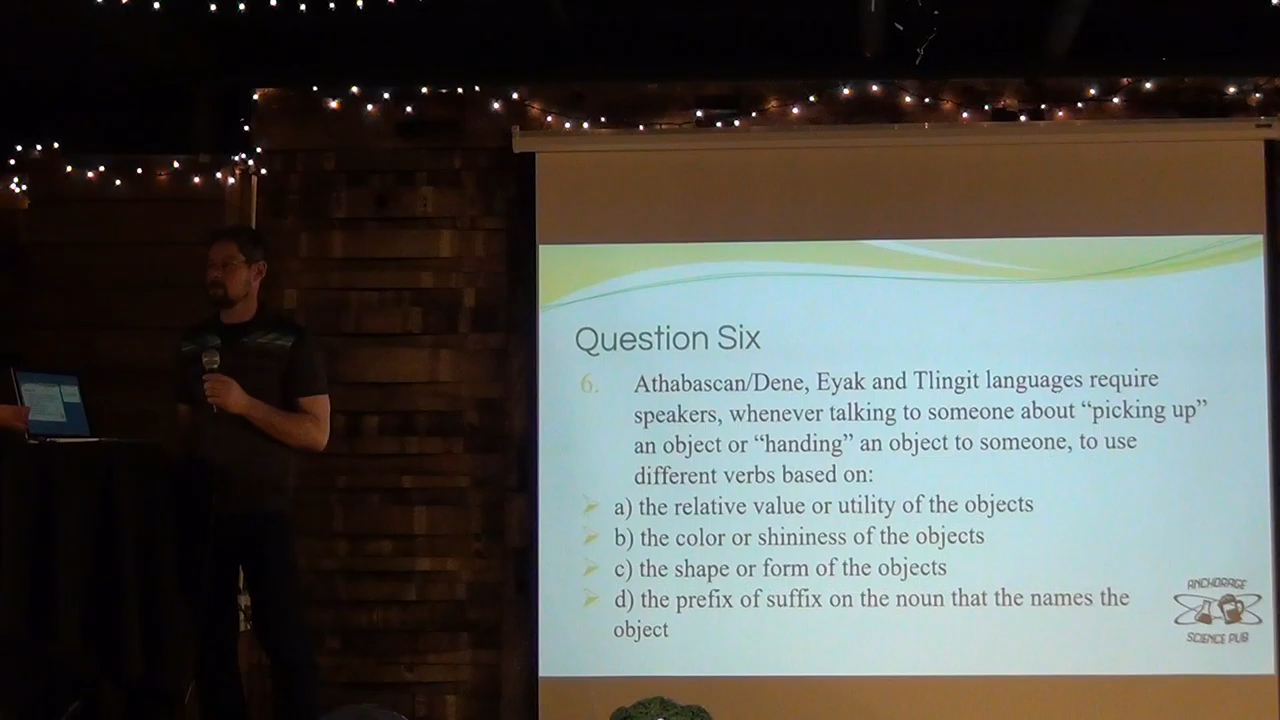 Question Six
6. Athabascan/Dene, Eyak and Tlingit languages require
speakers, whenever talking to someone about “picking up”
an object or “handing” an object to someone, to use
different verbs based on:
a) the relative value or utility of the objects
b) the color or shininess of the objects
c) the shape or form of the objects
d) the prefix of suffix on the noun that the names the
object
ANCHORAGE
SCIENCE PUB